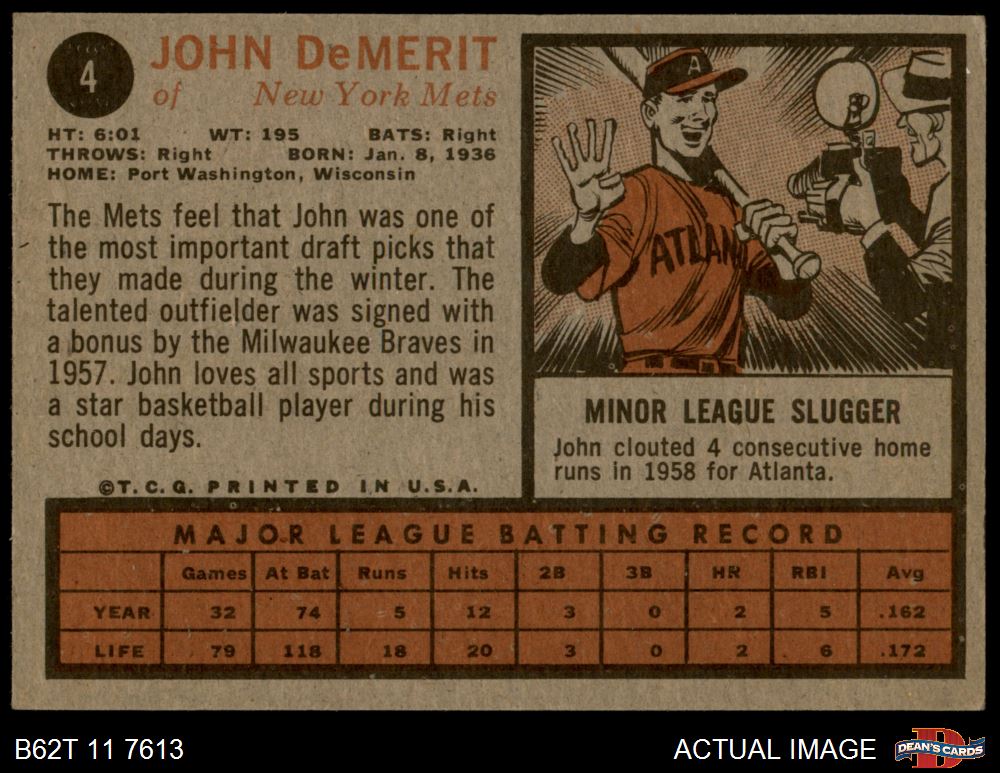 4
JOHN DeMERIT
of New York Mets
HT: 6:01 WT: 195 BATS: Right
THROWS: Right BORN: Jan. 8, 1936
HOME: Port Washington, Wisconsin
The Mets feel that John was one of
the most important draft picks that
they made during the winter. The
talented outfielder was signed with
a bonus by the Milwaukee Braves in
1957. John loves all sports and was
a star basketball player during his
school days.
©T. C. G. PRINTED IN U.S.A.
A
ATLAN
MINOR LEAGUE SLUGGER
John clouted 4 consecutive home
runs in 1958 for Atlanta.
MAJOR LEAGUE BATTING RECORD
Games At Bat Runs Hits 2B 3B HR RBI Avg
YEAR 32 74 5 12 3 0 2 5 .162
LIFE 79 118 18 20 3 0 2 6 .172
B62T 11 7613
ACTUAL IMAGE
D
DEAN'S CARDS